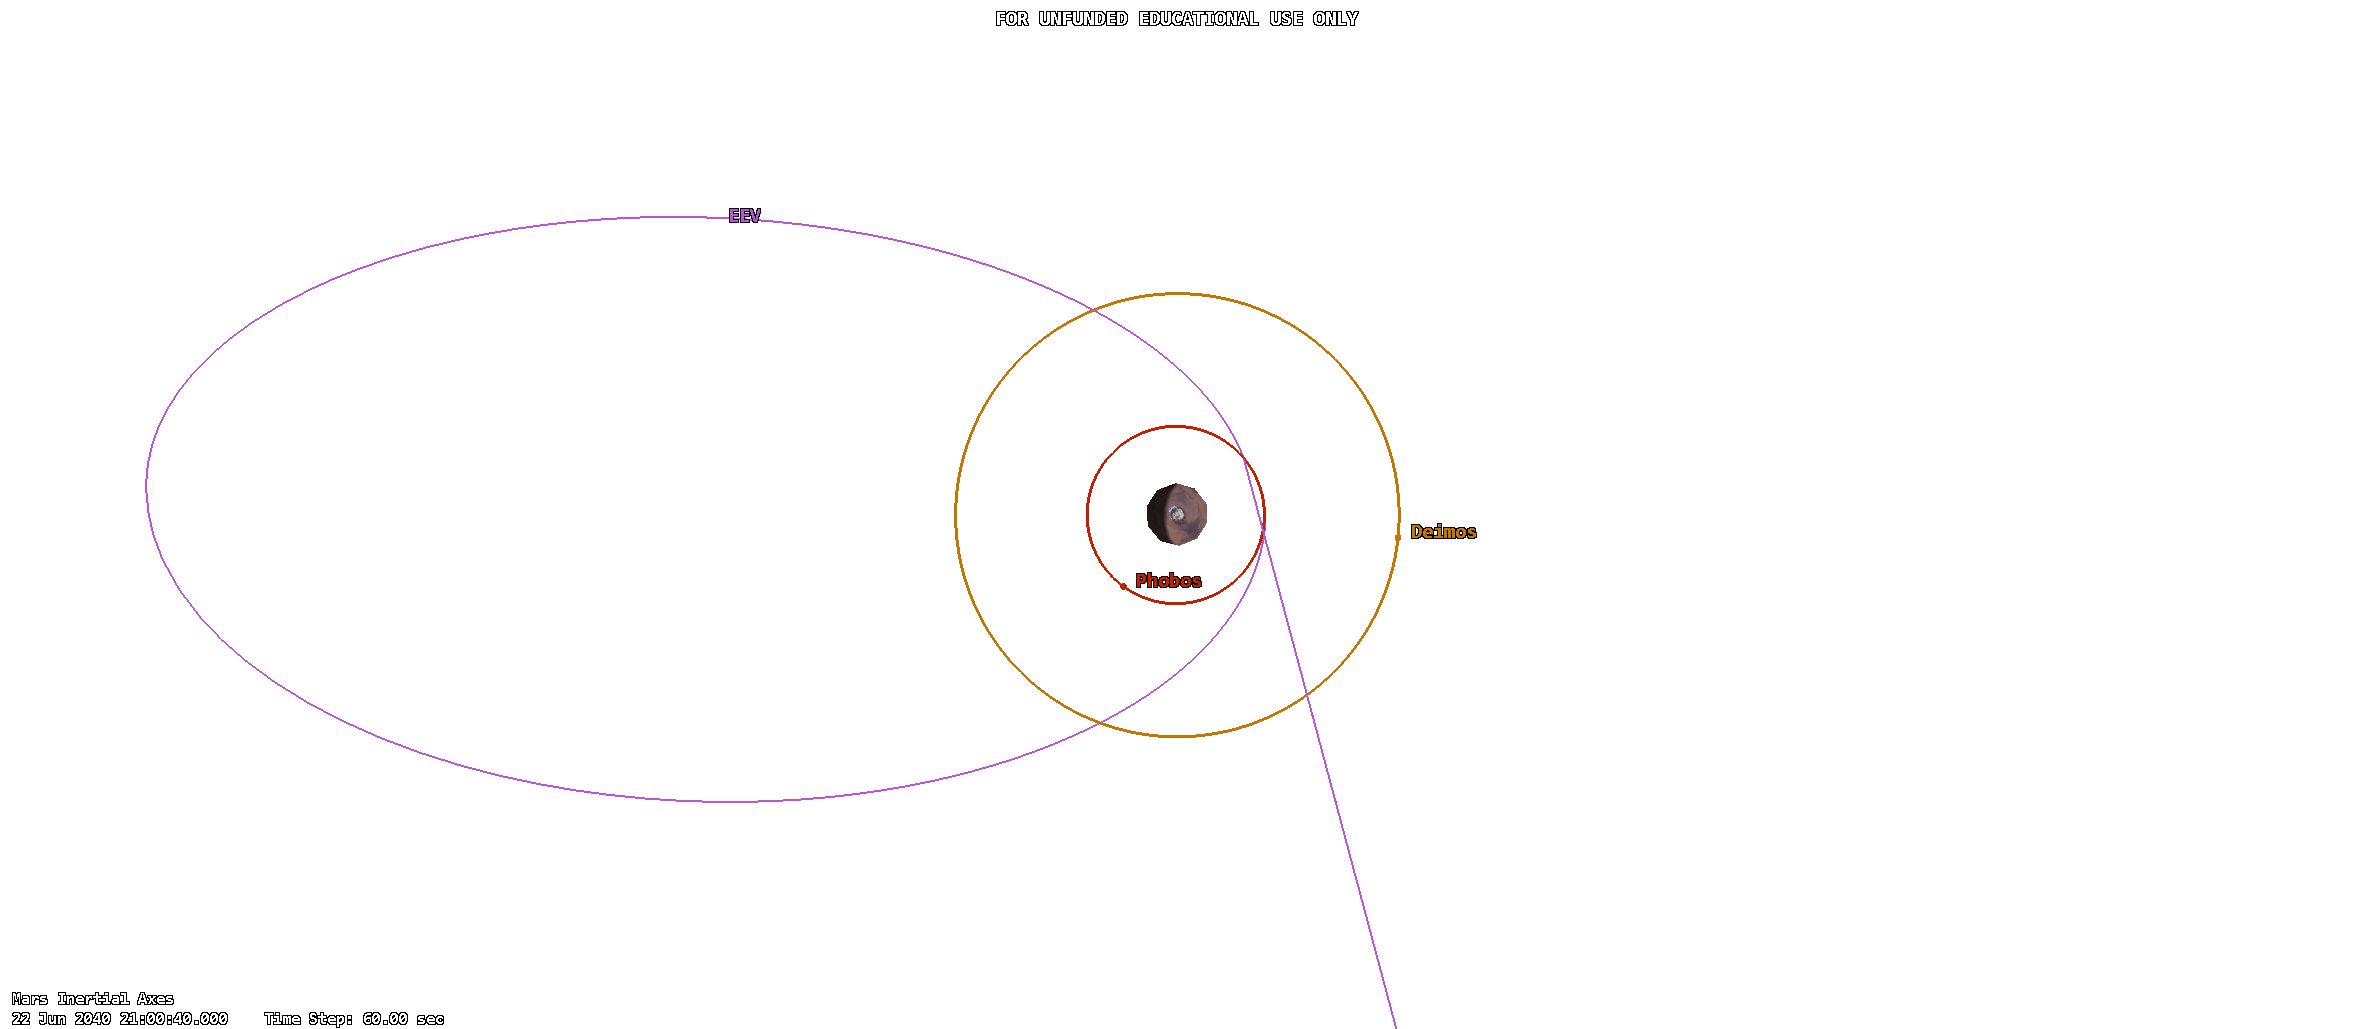 FOR UNFUNDED EDUCATIONAL USE ONLY
EEV
Deimos
Phobos
Mars Inertial Axes
22 Jun 2040 21:00:40.000    Time Step: 60.00 sec